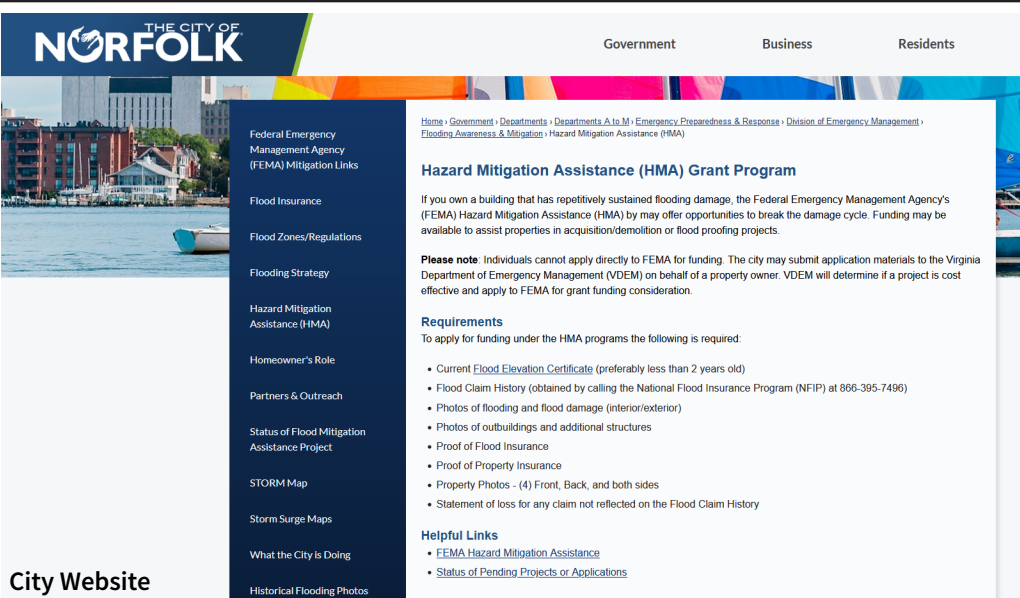 THE CITY OF
NORFOLK
Government
Business
Residents
Home › Government › Departments › Departments A to M › Emergency Preparedness & Response › Division of Emergency Management ›
Flooding Awareness & Mitigation › Hazard Mitigation Assistance (HMA)
Federal Emergency
Management Agency
(FEMA) Mitigation Links
Flood Insurance
Flood Zones/Regulations
Flooding Strategy
Hazard Mitigation
Assistance (HMA)
Homeowner's Role
Partners & Outreach
Status of Flood Mitigation
Assistance Project
STORM Map
Storm Surge Maps
What the City is Doing
Historical Flooding Photos
Hazard Mitigation Assistance (HMA) Grant Program
If you own a building that has repetitively sustained flooding damage, the Federal Emergency Management Agency's
(FEMA) Hazard Mitigation Assistance (HMA) by may offer opportunities to break the damage cycle. Funding may be
available to assist properties in acquisition/demolition or flood proofing projects.
Please note: Individuals cannot apply directly to FEMA for funding. The city may submit application materials to the Virginia
Department of Emergency Management (VDEM) on behalf of a property owner. VDEM will determine if a project is cost
effective and apply to FEMA for grant funding consideration.
Requirements
To apply for funding under the HMA programs the following is required:
• Current Flood Elevation Certificate (preferably less than 2 years old)
• Flood Claim History (obtained by calling the National Flood Insurance Program (NFIP) at 866-395-7496)
• Photos of flooding and flood damage (interior/exterior)
• Photos of outbuildings and additional structures
• Proof of Flood Insurance
• Proof of Property Insurance
• Property Photos - (4) Front, Back, and both sides
• Statement of loss for any claim not reflected on the Flood Claim History
Helpful Links
• FEMA Hazard Mitigation Assistance
• Status of Pending Projects or Applications
City Website